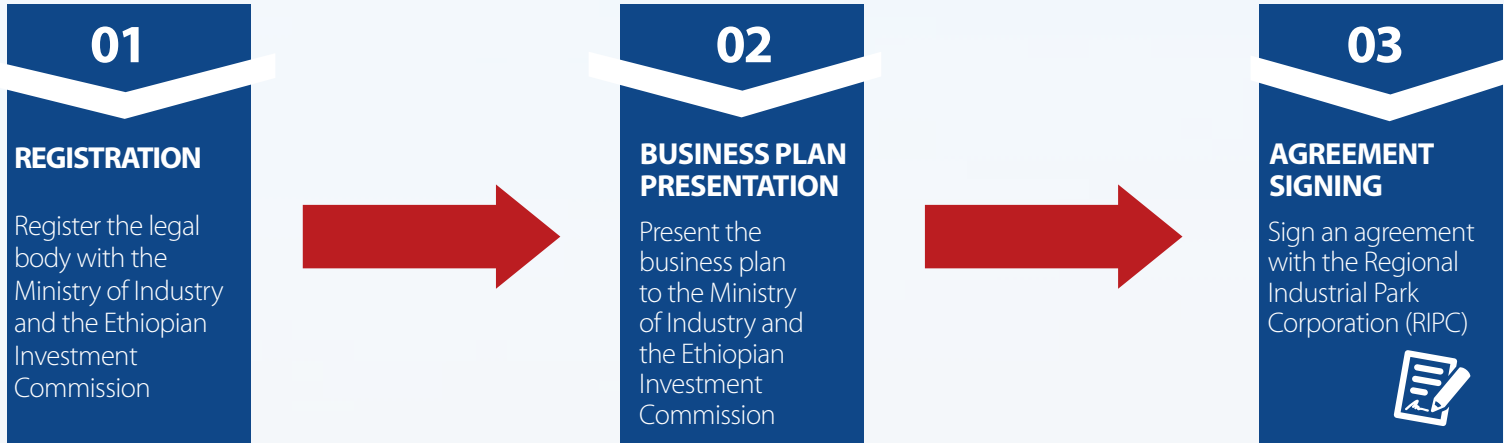 01
REGISTRATION
Register the legal
body with the
Ministry of Industry
and the Ethiopian
Investment
Commission
02
BUSINESS PLAN
PRESENTATION
Present the
business plan
to the Ministry
of Industry and
the Ethiopian
Investment
Commission
03
AGREEMENT
SIGNING
Sign an agreement
with the Regional
Industrial Park
Corporation (RIPC)